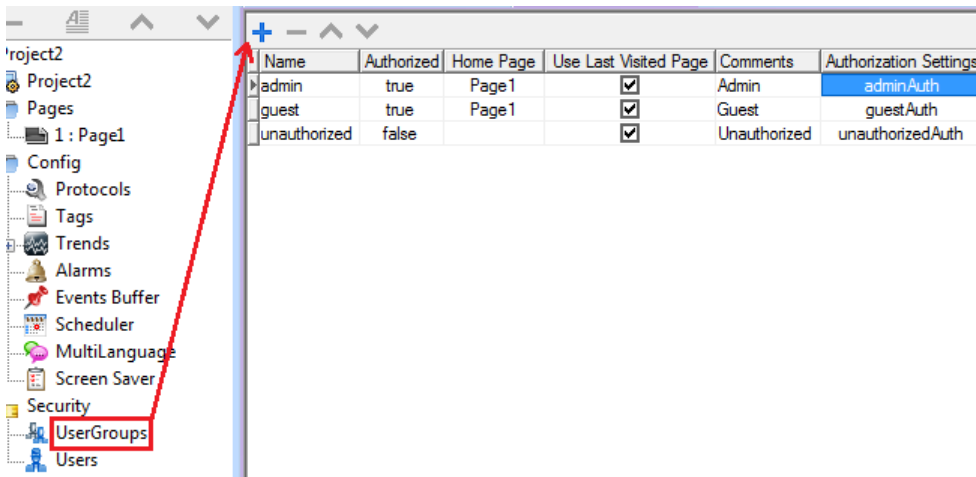 Project2
Project2
Pages
1 : Page1
Config
Protocols
Tags
Trends
Alarms
Events Buffer
Scheduler
MultiLanguage
Screen Saver
Security
UserGroups
Users
Name Authorized Home Page Use Last Visited Page Comments Authorization Settings
admin true Page1 Admin adminAuth
guest true Page1 Guest guestAuth
unauthorized false Unauthorized unauthorizedAuth